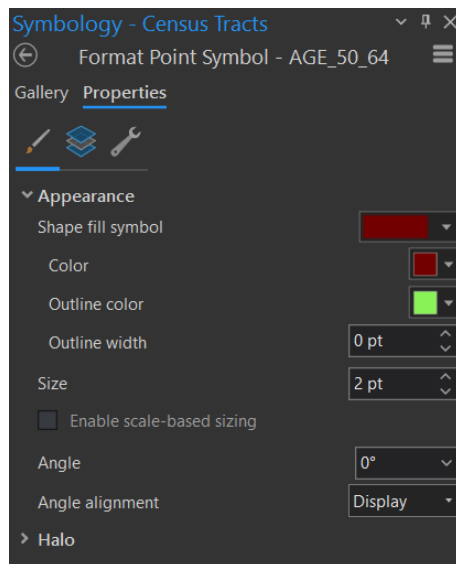 Symbology - Census Tracts
Format Point Symbol - AGE_50_64
Gallery Properties
Appearance
Shape fill symbol
Color
Outline color
Outline width 0 pt
Size 2 pt
Enable scale-based sizing
Angle 0°
Angle alignment Display
Halo